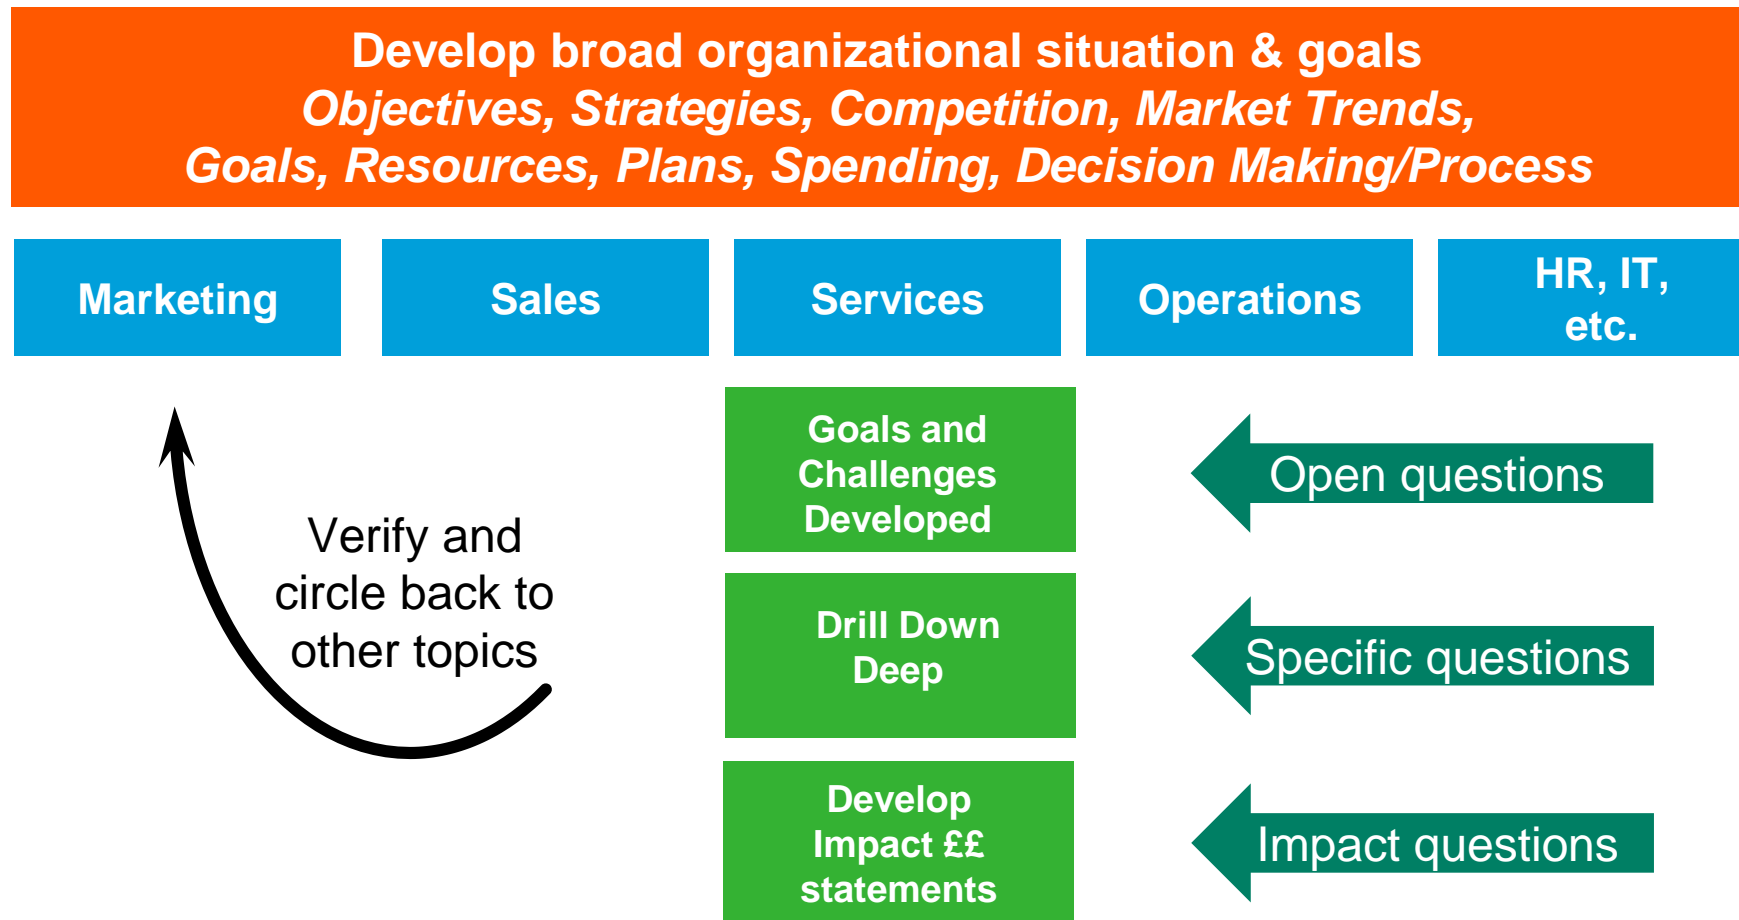 Develop broad organizational situation & goals
Objectives, Strategies, Competition, Market Trends,
Goals, Resources, Plans, Spending, Decision Making/Process
Marketing
Sales
Services
Operations
HR, IT,
etc.
Goals and
Challenges
Developed
Open questions
Verify and
circle back to
other topics
Drill Down
Deep
Specific questions
Develop
Impact ££
statements
Impact questions